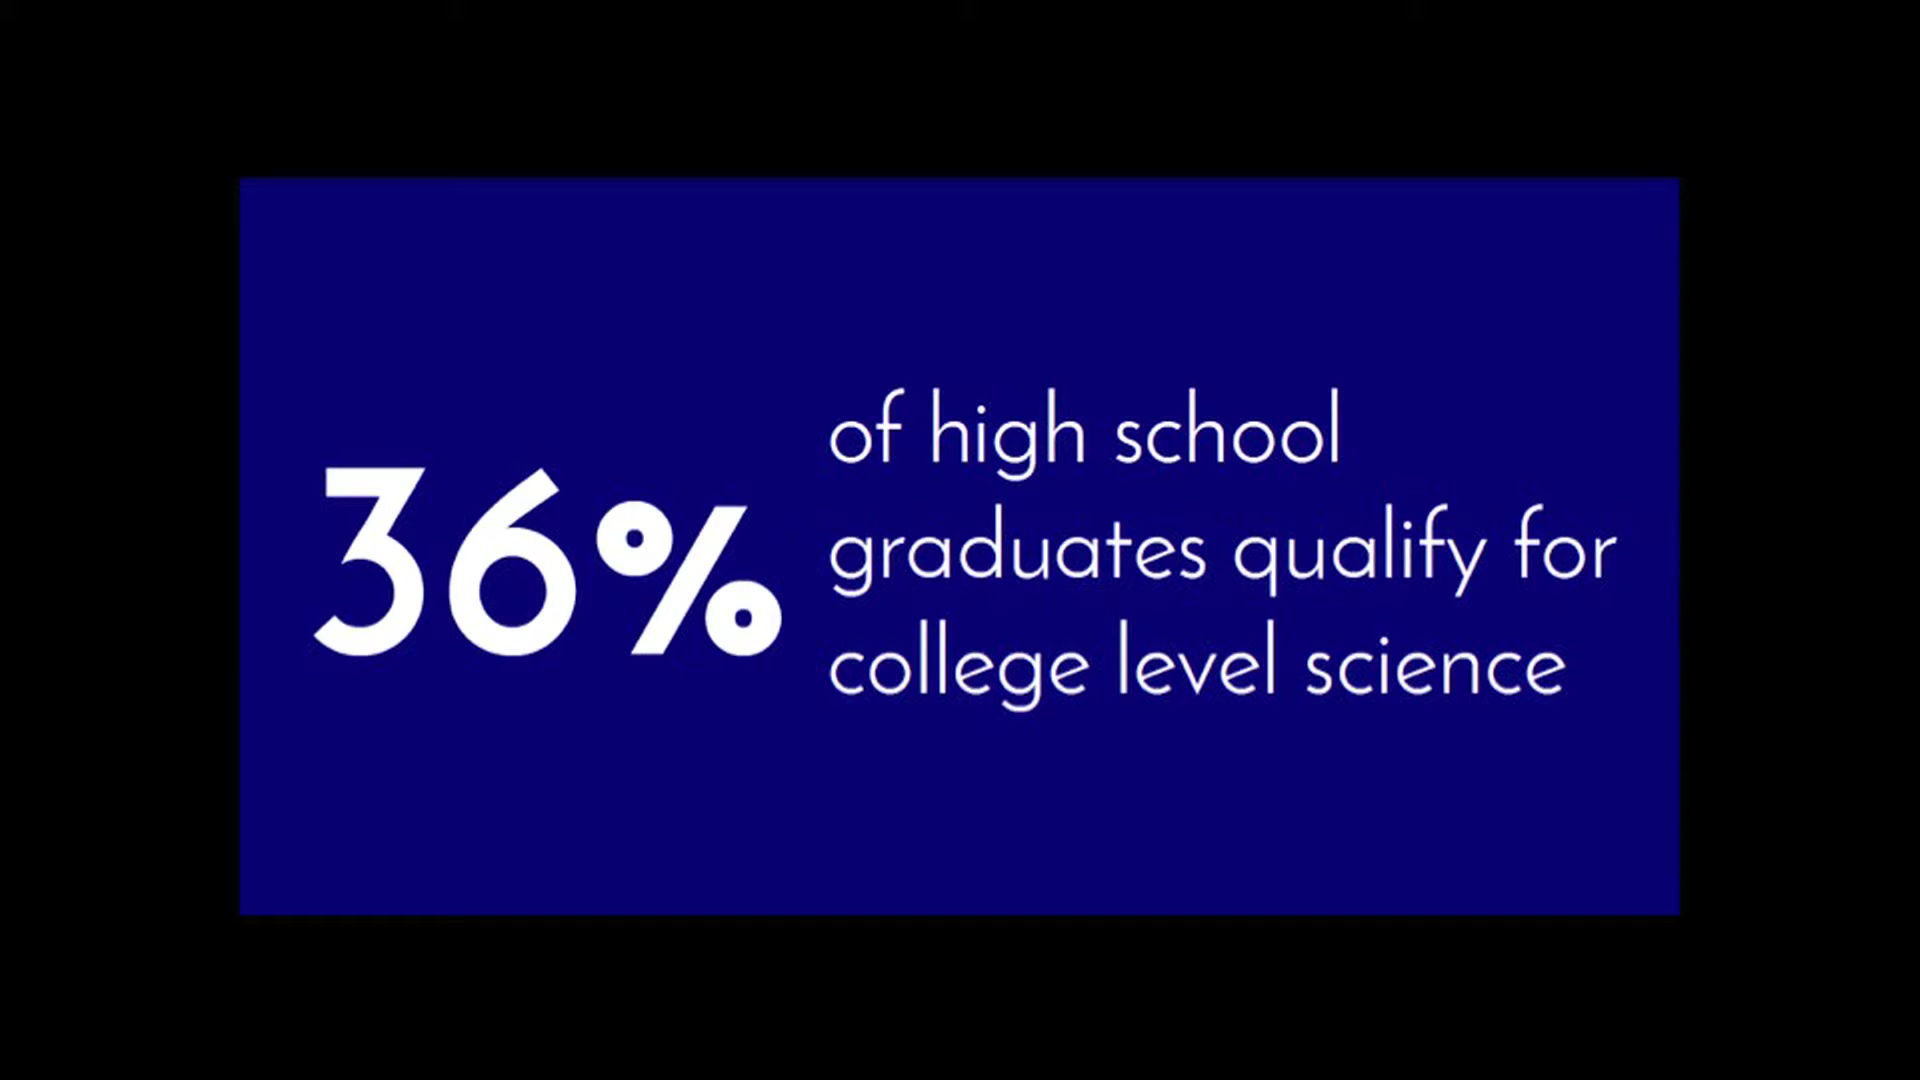 36%
of high school
graduates qualify for
college level science